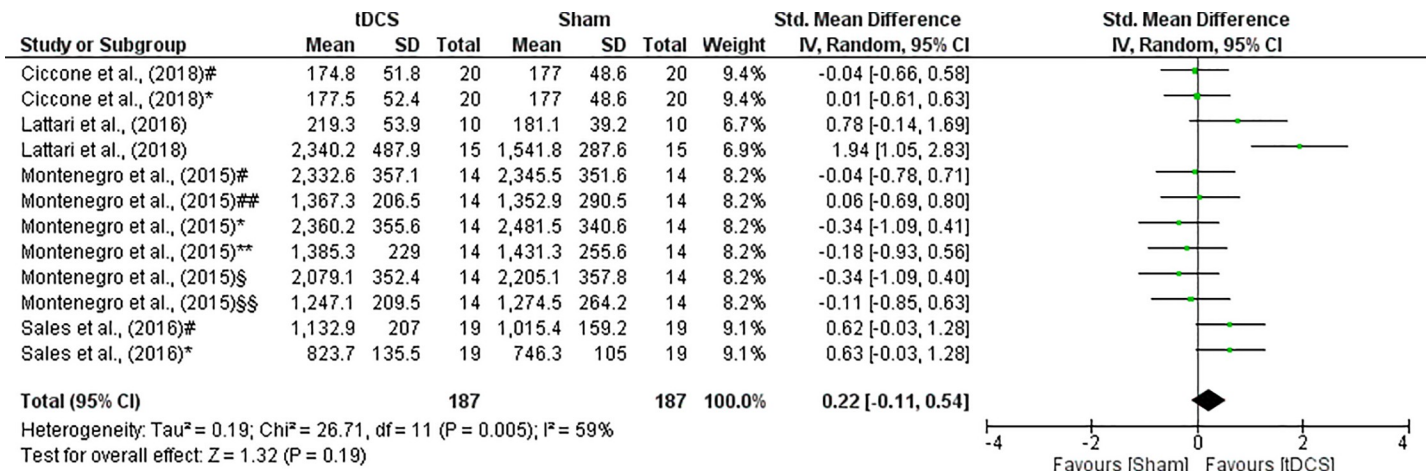 tDCS Sham Std. Mean Difference Std. Mean Difference
Study or Subgroup Mean SD Total Mean SD Total Weight IV, Random, 95% CI IV, Random, 95% CI
Ciccone et al., (2018)# 174.8 51.8 20 177 48.6 20 9.4% -0.04 [-0.66, 0.58]
Ciccone et al., (2018)* 177.5 52.4 20 177 48.6 20 9.4% 0.01 [-0.61, 0.63]
Lattari et al., (2016) 219.3 53.9 10 181.1 39.2 10 6.7% 0.78 [-0.14, 1.69]
Lattari et al., (2018) 2,340.2 487.9 15 1,541.8 287.6 15 6.9% 1.94 [1.05, 2.83]
Montenegro et al., (2015)# 2,332.6 357.1 14 2,345.5 351.6 14 8.2% -0.04 [-0.78, 0.71]
Montenegro et al., (2015)## 1,367.3 206.5 14 1,352.9 290.5 14 8.2% 0.06 [-0.69, 0.80]
Montenegro et al., (2015)* 2,360.2 355.6 14 2,481.5 340.6 14 8.2% -0.34 [-1.09, 0.41]
Montenegro et al., (2015)** 1,385.3 229 14 1,431.3 255.6 14 8.2% -0.18 [-0.93, 0.56]
Montenegro et al., (2015)§ 2,079.1 352.4 14 2,205.1 357.8 14 8.2% -0.34 [-1.09, 0.40]
Montenegro et al., (2015)§§ 1,247.1 209.5 14 1,274.5 264.2 14 8.2% -0.11 [-0.85, 0.63]
Sales et al., (2016)# 1,132.9 207 19 1,015.4 159.2 19 9.1% 0.62 [-0.03, 1.28]
Sales et al., (2016)* 823.7 135.5 19 746.3 105 19 9.1% 0.63 [-0.03, 1.28]
Total (95% CI) 187 187 100.0% 0.22 [-0.11, 0.54]
Heterogeneity: Tau² = 0.19; Chi² = 26.71, df = 11 (P = 0.005); I² = 59%
Test for overall effect: Z = 1.32 (P = 0.19)
-4 -2 0 2 4
Favours [Sham] Favours [tDCS]